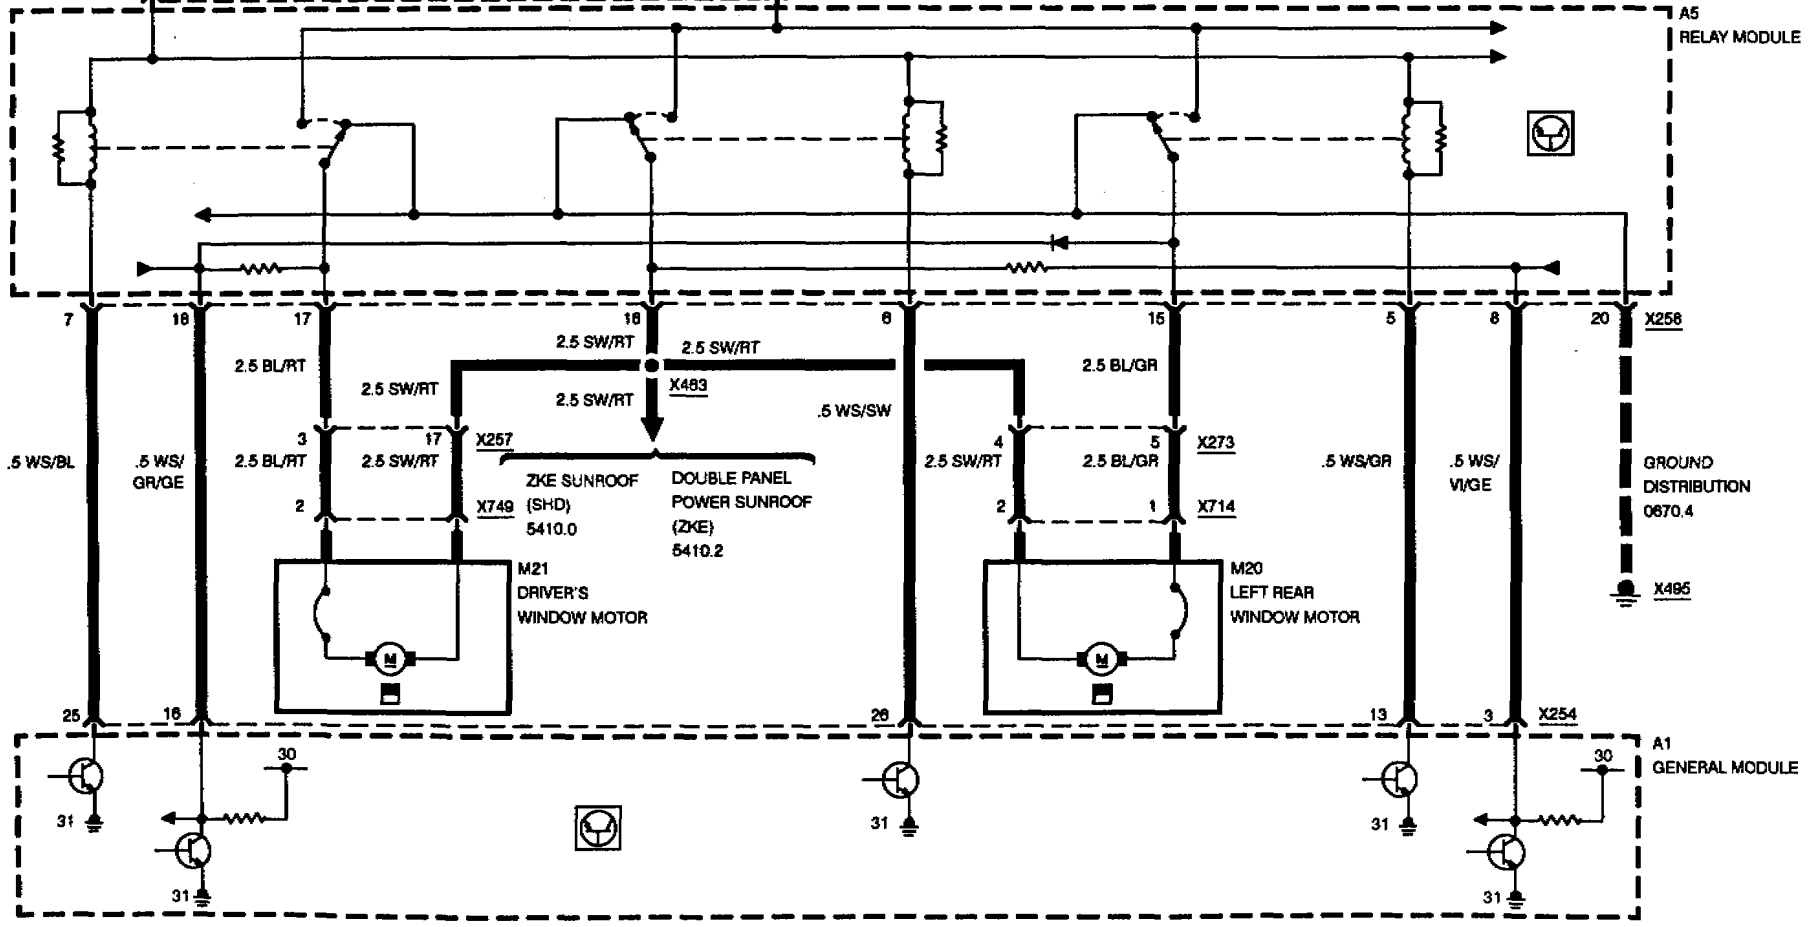 A5
RELAY MODULE
7
18
17
16
6
15
5
8
20
X256
2.5 SW/RT
2.5 SW/RT
2.5 BL/RT
2.5 BL/GR
2.5 SW/RT
X463
2.5 SW/RT
.5 WS/SW
3
17
X257
4
5
X273
.5 WS/BL
.5 WS/
GR/GE
2.5 BL/RT
2.5 SW/RT
2.5 SW/RT
2.5 BL/GR
.5 WS/GR
.5 WS/
VI/GE
GROUND
DISTRIBUTION
0670.4
ZKE SUNROOF
(SHD)
5410.0
DOUBLE PANEL
POWER SUNROOF
(ZKE)
5410.2
2
X749
2
1
X714
M21
DRIVER'S
WINDOW MOTOR
M
M20
LEFT REAR
WINDOW MOTOR
M
X495
25
16
26
13
3
X254
A1
GENERAL MODULE
30
30
31
31
31
31
31